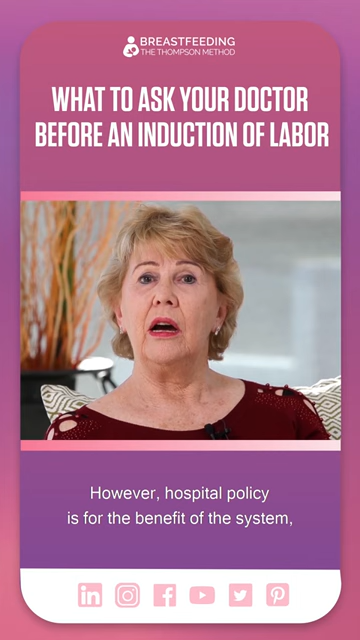 BREASTFEEDING
THE THOMPSON METHOD
WHAT TO ASK YOUR DOCTOR
BEFORE AN INDUCTION OF LABOR
However, hospital policy
is for the benefit of the system,